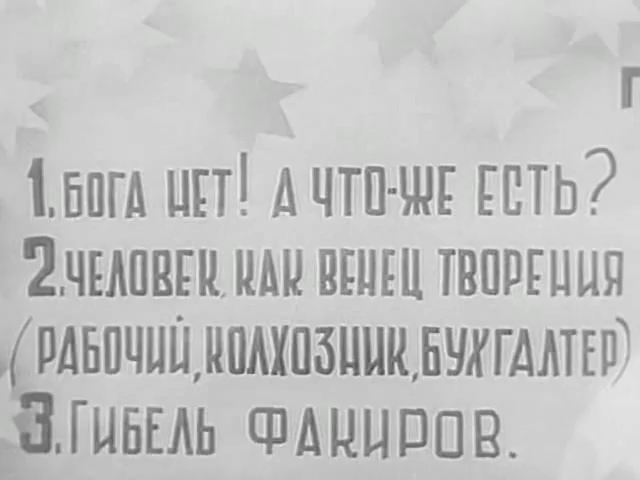 Г
1. БОГА НЕТ! А ЧТО-ЖЕ ЕСТЬ?
2. ЧЕЛОВЕК, КАК ВЕНЕЦ ТВОРЕНИЯ
(РАБОЧИЙ, КОЛХОЗНИК, БУХГАЛТЕР)
3. ГИБЕЛЬ ФАКИРОВ.